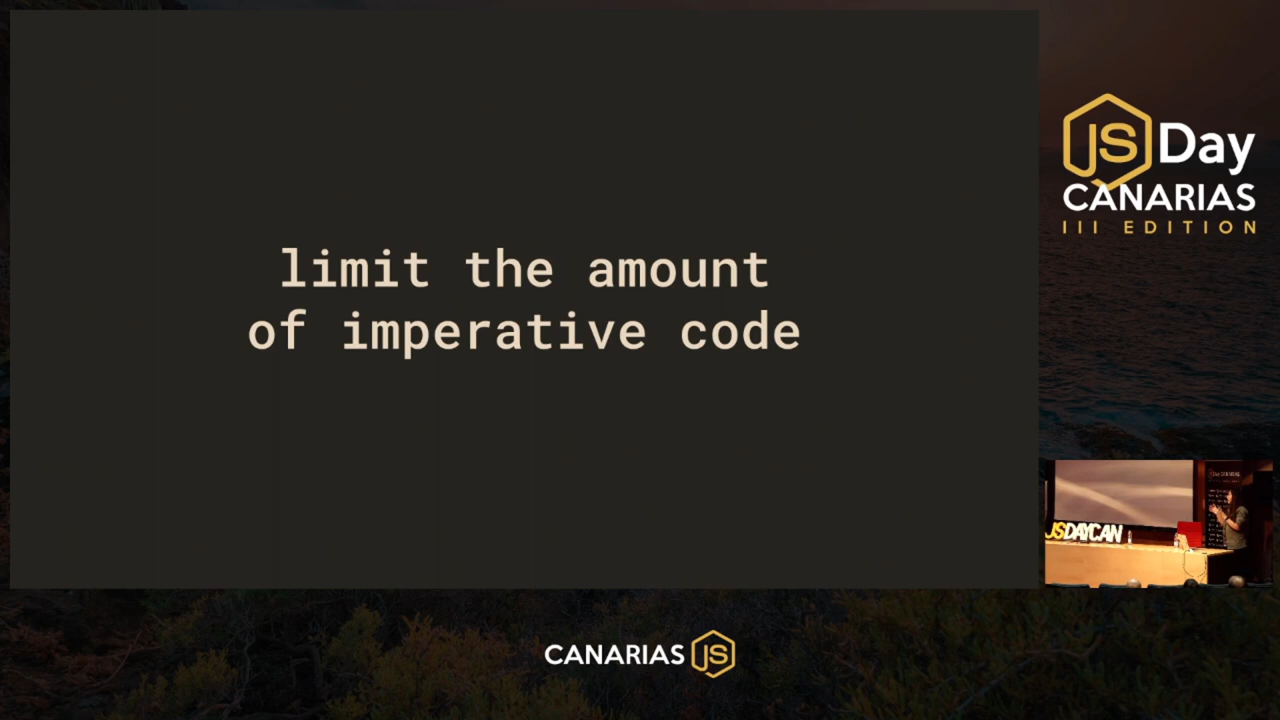 limit the amount
of imperative code
JS Day
CANARIAS
III EDITION
JSDAYCAN
CANARIAS JS